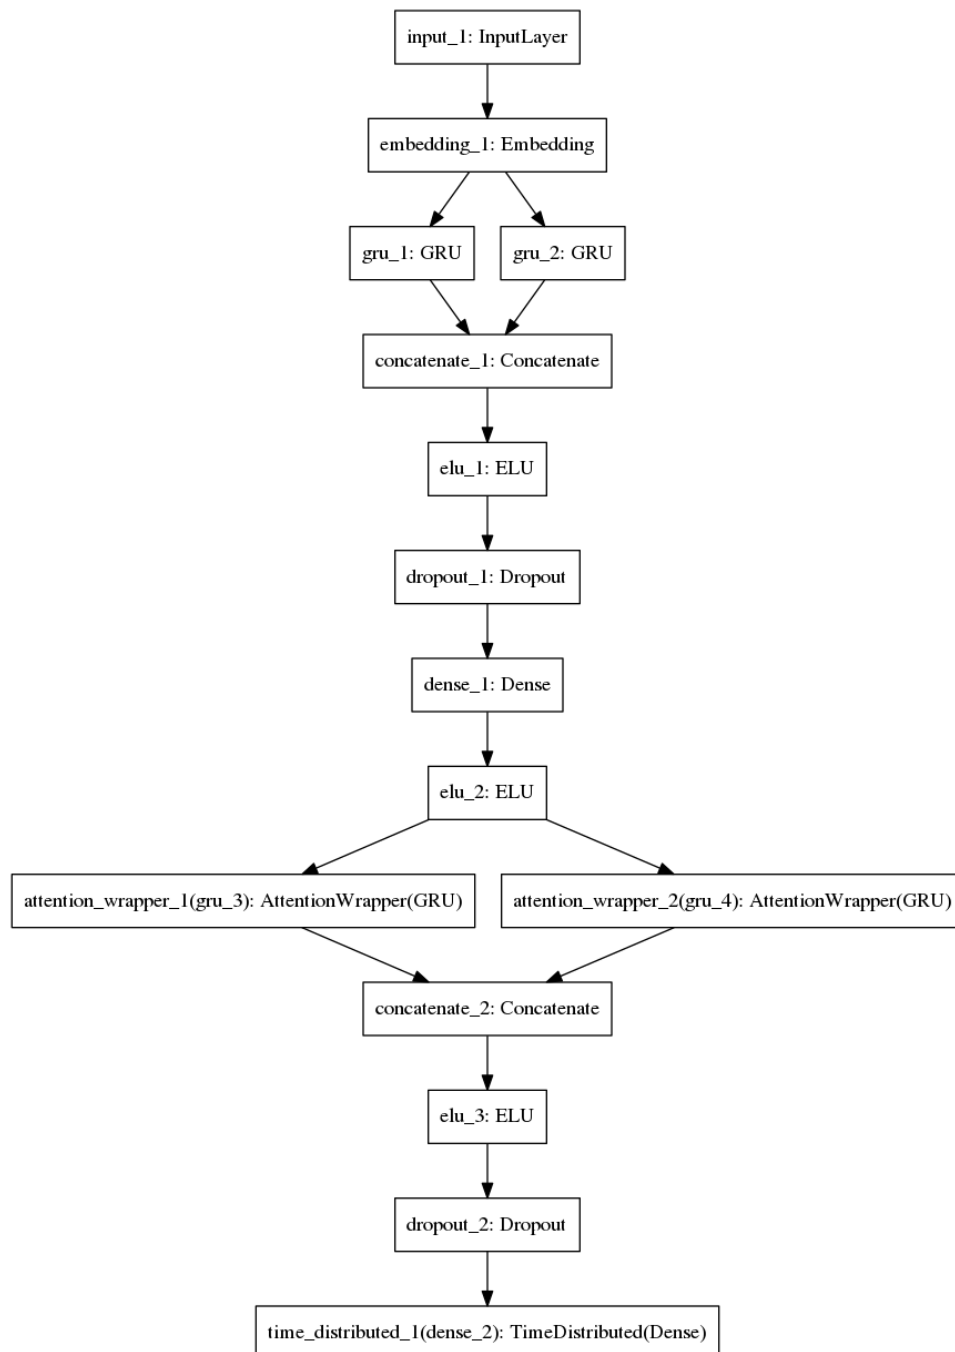 input_1: InputLayer
embedding_1: Embedding
gru_1: GRU
gru_2: GRU
concatenate_1: Concatenate
elu_1: ELU
dropout_1: Dropout
dense_1: Dense
elu_2: ELU
attention_wrapper_1(gru_3): AttentionWrapper(GRU)
attention_wrapper_2(gru_4): AttentionWrapper(GRU)
concatenate_2: Concatenate
elu_3: ELU
dropout_2: Dropout
time_distributed_1(dense_2): TimeDistributed(Dense)